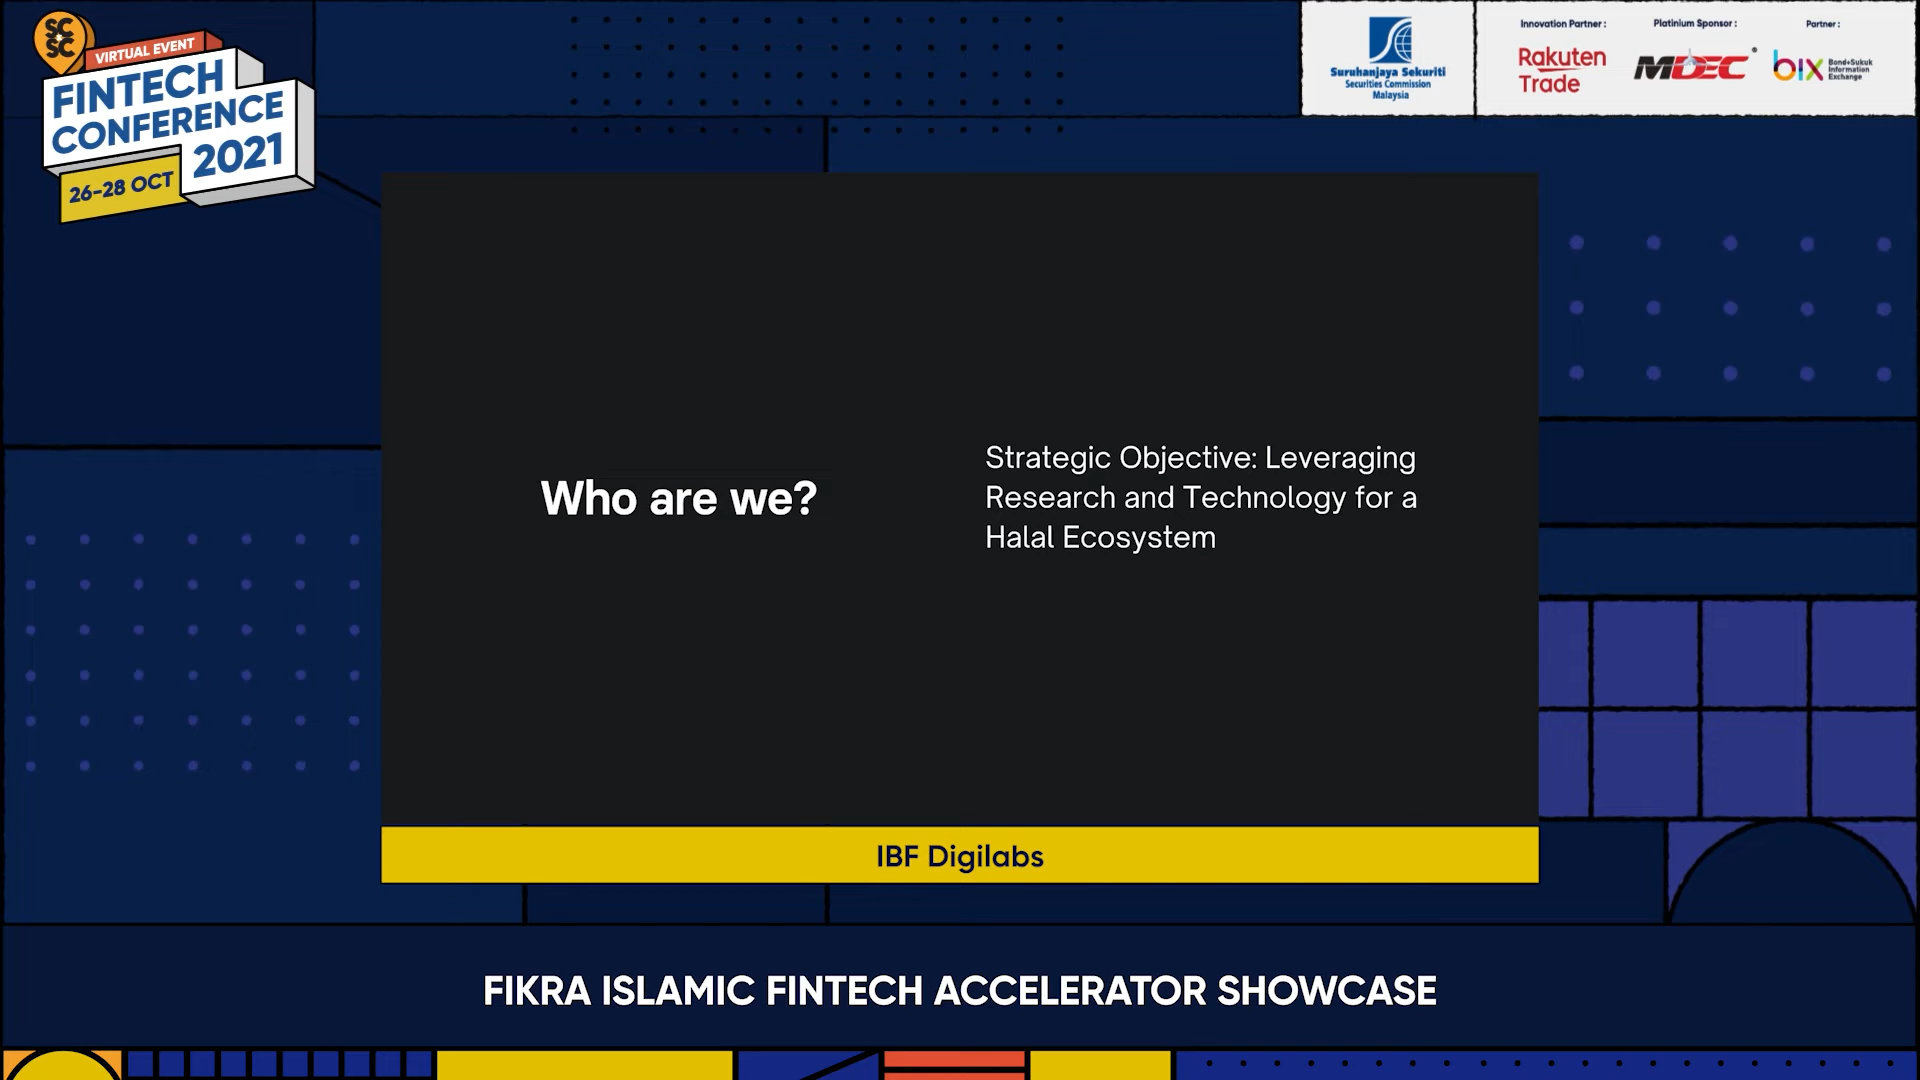 SC
SC
VIRTUAL EVENT
FINTECH
CONFERENCE
2021
26-28 OCT
Suruhanjaya Sekuriti
Securities Commission
Malaysia
Innovation Partner :
Rakuten
Trade
Platinium Sponsor :
MDEC
Partner :
bix
Bond+Sukuk
Information
Exchange
Who are we?
Strategic Objective: Leveraging
Research and Technology for a
Halal Ecosystem
IBF Digilabs
FIKRA ISLAMIC FINTECH ACCELERATOR SHOWCASE